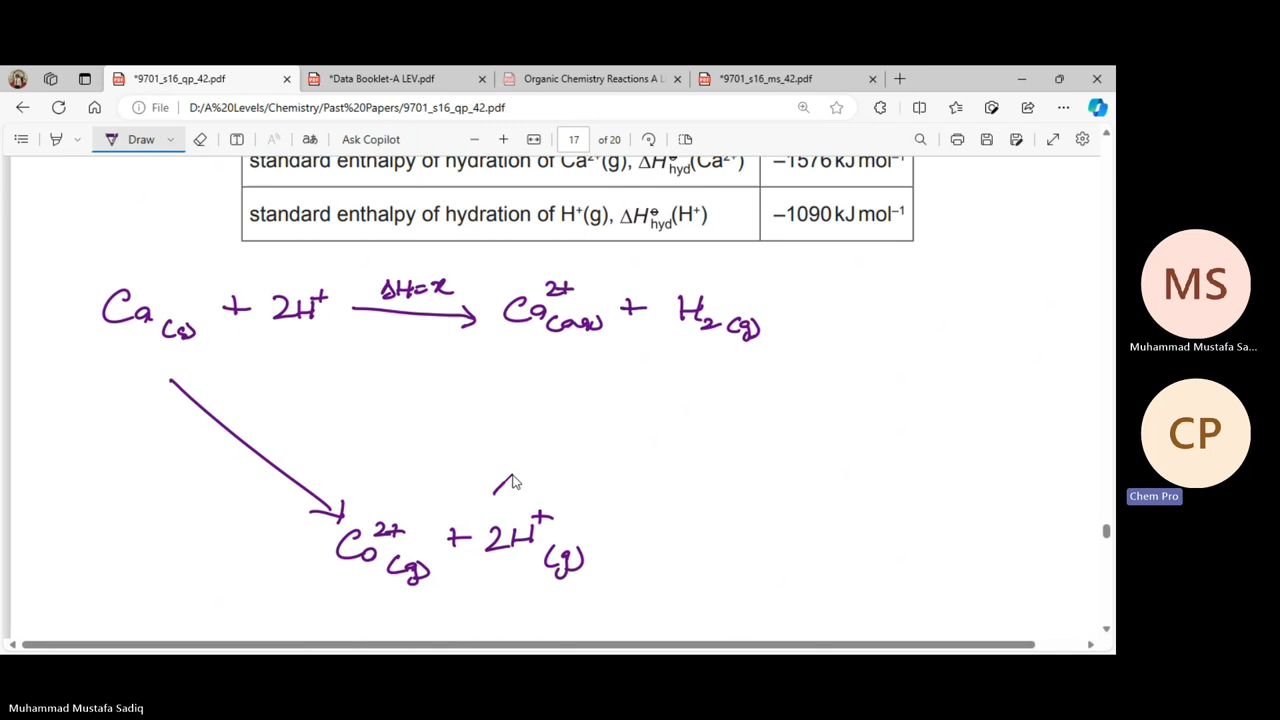 *9701_s16_qp_42.pdf
*Data Booklet-A LEV.pdf
Organic Chemistry Reactions A L
*9701_s16_ms_42.pdf
File D:/A%20Levels/Chemistry/Past%20Papers/9701_s16_qp_42.pdf
Draw
Ask Copilot
17 of 20
standard enthalpy of hydration of Ca²⁺(g), ΔH⦵hyd(Ca²⁺) –1576 kJ mol⁻¹
standard enthalpy of hydration of H⁺(g), ΔH⦵hyd(H⁺) –1090 kJ mol⁻¹
ΔH=x
Ca(s) + 2H⁺ → Ca²⁺(aq) + H₂(g)
Ca²⁺(g) + 2H⁺(g)
MS
Muhammad Mustafa Sa...
CP
Chem Pro
Muhammad Mustafa Sadiq